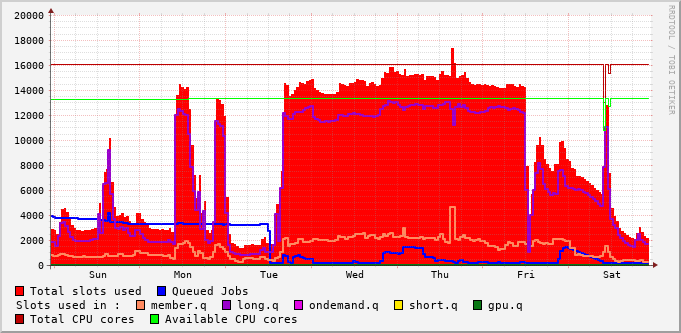 20000
18000
16000
14000
12000
10000
8000
6000
4000
2000
0
Sun Mon Tue Wed Thu Fri Sat
RRDTOOL / TOBI OETIKER
Total slots used Queued Jobs
Slots used in : member.q long.q ondemand.q short.q gpu.q
Total CPU cores Available CPU cores